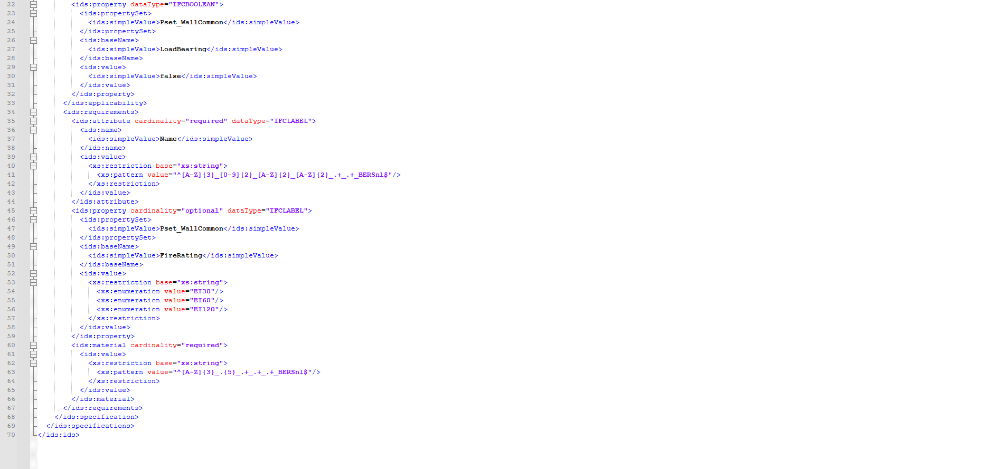 22 <ids:property dataType="IFCBOOLEAN">
23 <ids:propertySet>
24 <ids:simpleValue>Pset_WallCommon</ids:simpleValue>
25 </ids:propertySet>
26 <ids:baseName>
27 <ids:simpleValue>LoadBearing</ids:simpleValue>
28 </ids:baseName>
29 <ids:value>
30 <ids:simpleValue>false</ids:simpleValue>
31 </ids:value>
32 </ids:property>
33 </ids:applicability>
34 <ids:requirements>
35 <ids:attribute cardinality="required" dataType="IFCLABEL">
36 <ids:name>
37 <ids:simpleValue>Name</ids:simpleValue>
38 </ids:name>
39 <ids:value>
40 <xs:restriction base="xs:string">
41 <xs:pattern value="^[A-Z]{3}_[0-9]{2}_[A-Z]{2}_[A-Z]{2}_.+_.+_BERSnl$"/>
42 </xs:restriction>
43 </ids:value>
44 </ids:attribute>
45 <ids:property cardinality="optional" dataType="IFCLABEL">
46 <ids:propertySet>
47 <ids:simpleValue>Pset_WallCommon</ids:simpleValue>
48 </ids:propertySet>
49 <ids:baseName>
50 <ids:simpleValue>FireRating</ids:simpleValue>
51 </ids:baseName>
52 <ids:value>
53 <xs:restriction base="xs:string">
54 <xs:enumeration value="EI30"/>
55 <xs:enumeration value="EI60"/>
56 <xs:enumeration value="EI120"/>
57 </xs:restriction>
58 </ids:value>
59 </ids:property>
60 <ids:material cardinality="required">
61 <ids:value>
62 <xs:restriction base="xs:string">
63 <xs:pattern value="^[A-Z]{3}_.{5}_.+_.+_.+_BERSnl$"/>
64 </xs:restriction>
65 </ids:value>
66 </ids:material>
67 </ids:requirements>
68 </ids:specification>
69 </ids:specifications>
70 </ids:ids>